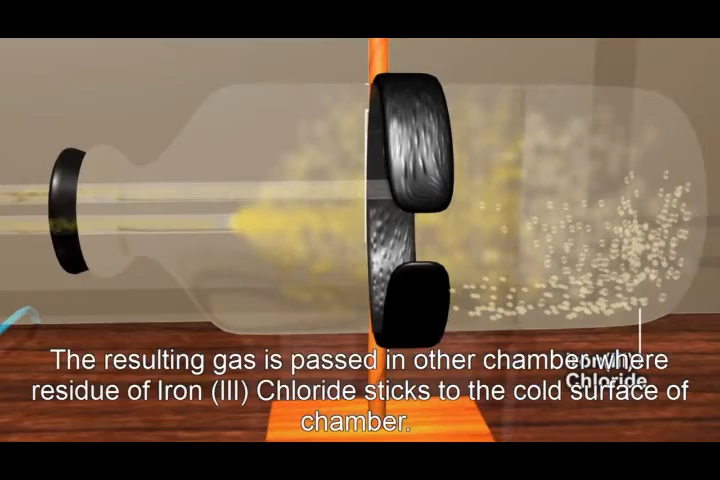 The resulting gas is passed in other chamber where
residue of Iron (III) Chloride sticks to the cold surface of
chamber.
Chloride